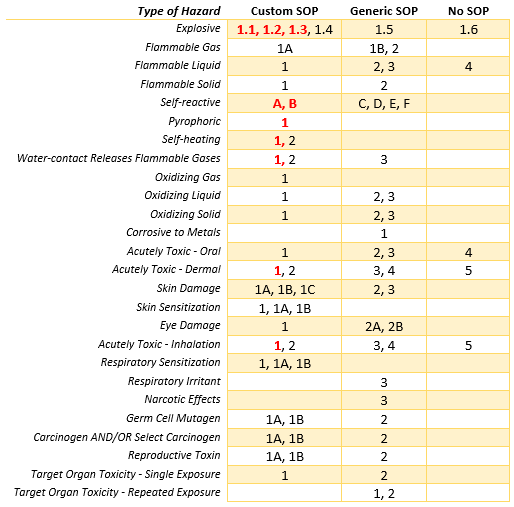 Type of Hazard Custom SOP Generic SOP No SOP
Explosive 1.1, 1.2, 1.3, 1.4 1.5 1.6
Flammable Gas 1A 1B, 2
Flammable Liquid 1 2, 3 4
Flammable Solid 1 2
Self-reactive A, B C, D, E, F
Pyrophoric 1
Self-heating 1, 2
Water-contact Releases Flammable Gases 1, 2 3
Oxidizing Gas 1
Oxidizing Liquid 1 2, 3
Oxidizing Solid 1 2, 3
Corrosive to Metals 1
Acutely Toxic - Oral 1 2, 3 4
Acutely Toxic - Dermal 1, 2 3, 4 5
Skin Damage 1A, 1B, 1C 2, 3
Skin Sensitization 1, 1A, 1B
Eye Damage 1 2A, 2B
Acutely Toxic - Inhalation 1, 2 3, 4 5
Respiratory Sensitization 1, 1A, 1B
Respiratory Irritant 3
Narcotic Effects 3
Germ Cell Mutagen 1A, 1B 2
Carcinogen AND/OR Select Carcinogen 1A, 1B 2
Reproductive Toxin 1A, 1B 2
Target Organ Toxicity - Single Exposure 1 2
Target Organ Toxicity - Repeated Exposure 1, 2